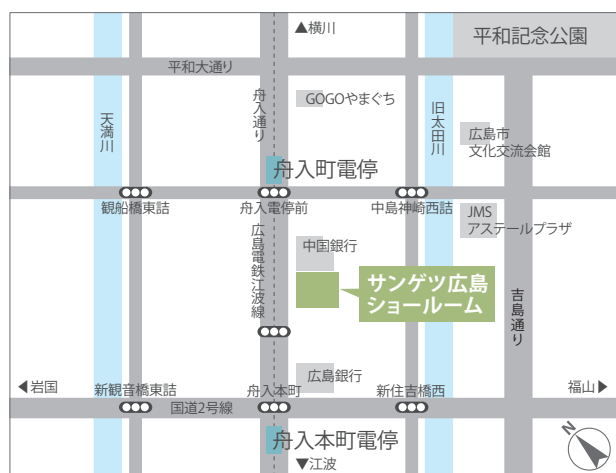 ▲横川
平和記念公園
平和大通り
舟入通り
GOGOやまぐち
天満川
旧太田川
広島市
文化交流会館
舟入町電停
観船橋東詰
舟入電停前
中島神崎西詰
JMS
アステールプラザ
広島電鉄江波線
中国銀行
サンゲツ広島
ショールーム
吉島通り
広島銀行
◀岩国
新観音橋東詰
舟入本町
新住吉橋西
福山▶
国道2号線
舟入本町電停
▼江波
N